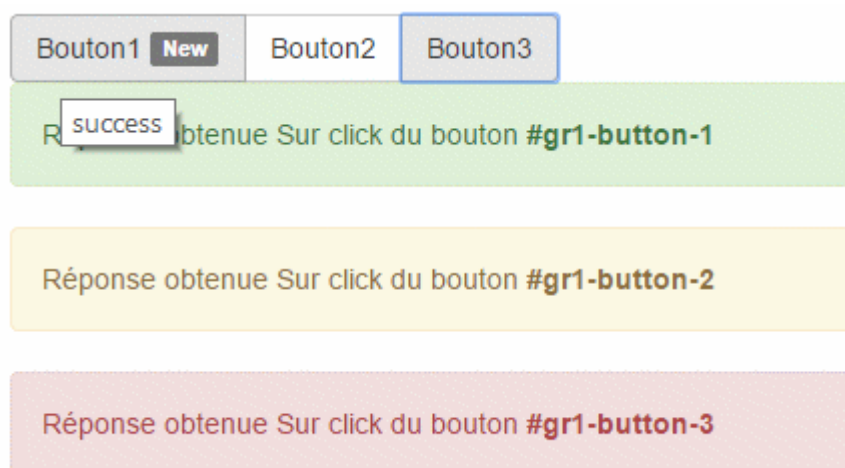 Bouton1 New Bouton2 Bouton3
success
R btenue Sur click du bouton #gr1-button-1
Réponse obtenue Sur click du bouton #gr1-button-2
Réponse obtenue Sur click du bouton #gr1-button-3